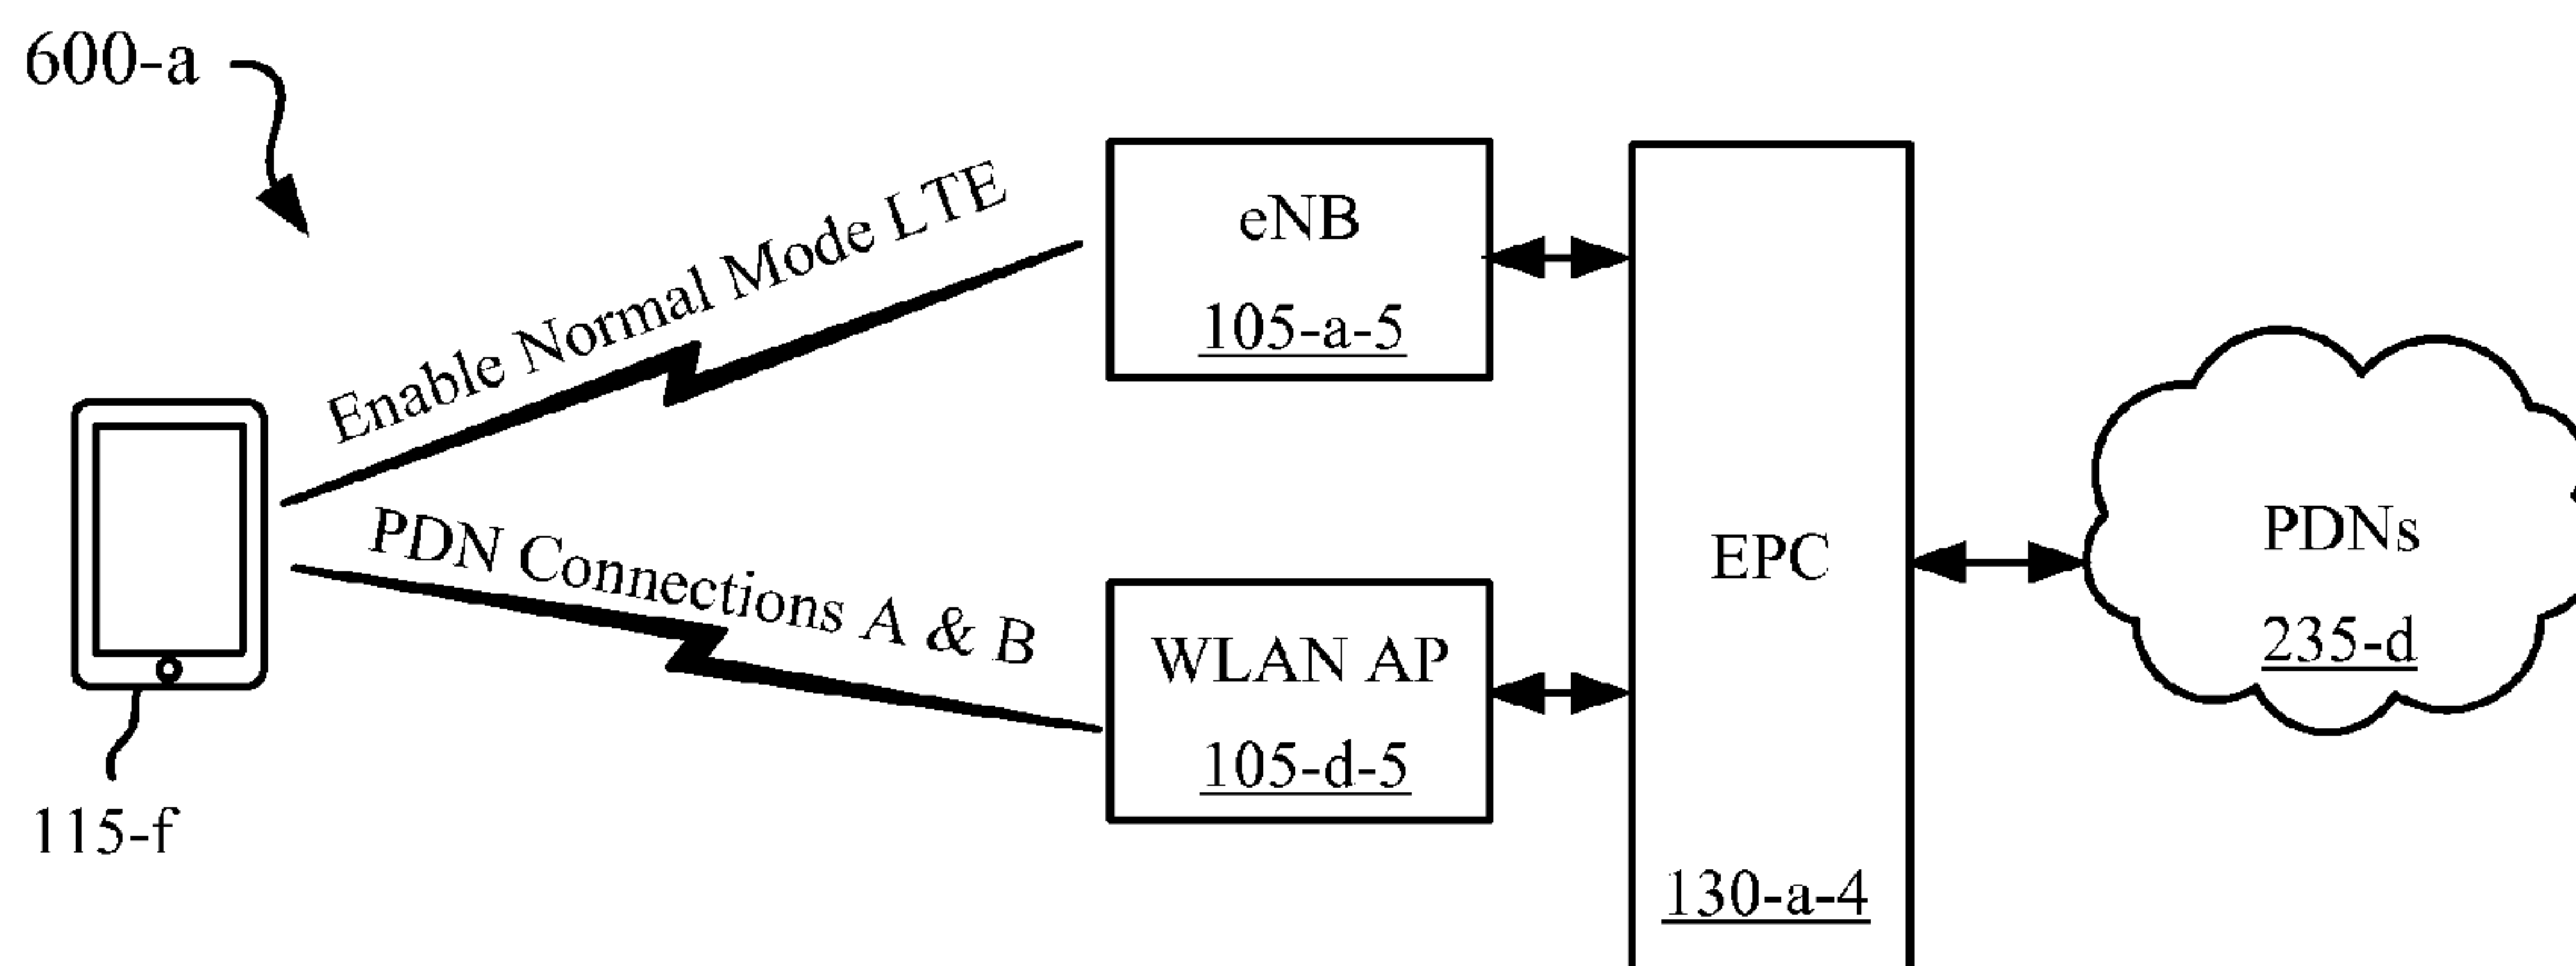 600-a
Enable Normal Mode LTE
eNB
105-a-5
PDN Connections A & B
WLAN AP
105-d-5
EPC
130-a-4
PDNs
235-d
115-f